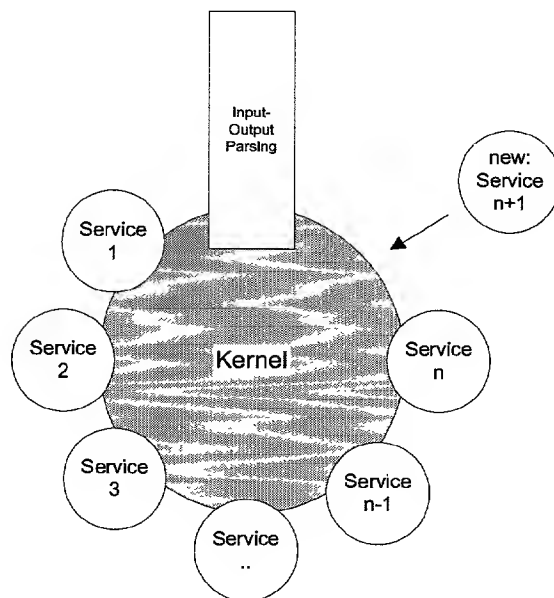 Input-
Output
Parsing
new:
Service
n+1
Service
1
Service
2
Kernel
Service
n
Service
3
Service
n-1
Service
..